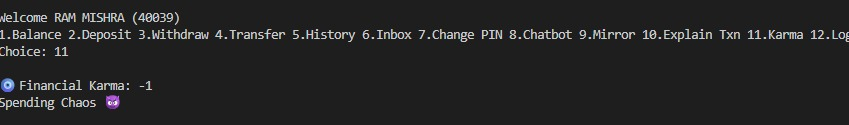 Welcome RAM MISHRA (40039)
1.Balance 2.Deposit 3.Withdraw 4.Transfer 5.History 6.Inbox 7.Change PIN 8.Chatbot 9.Mirror 10.Explain Txn 11.Karma 12.Log
Choice: 11
🧿 Financial Karma: -1
Spending Chaos 😈